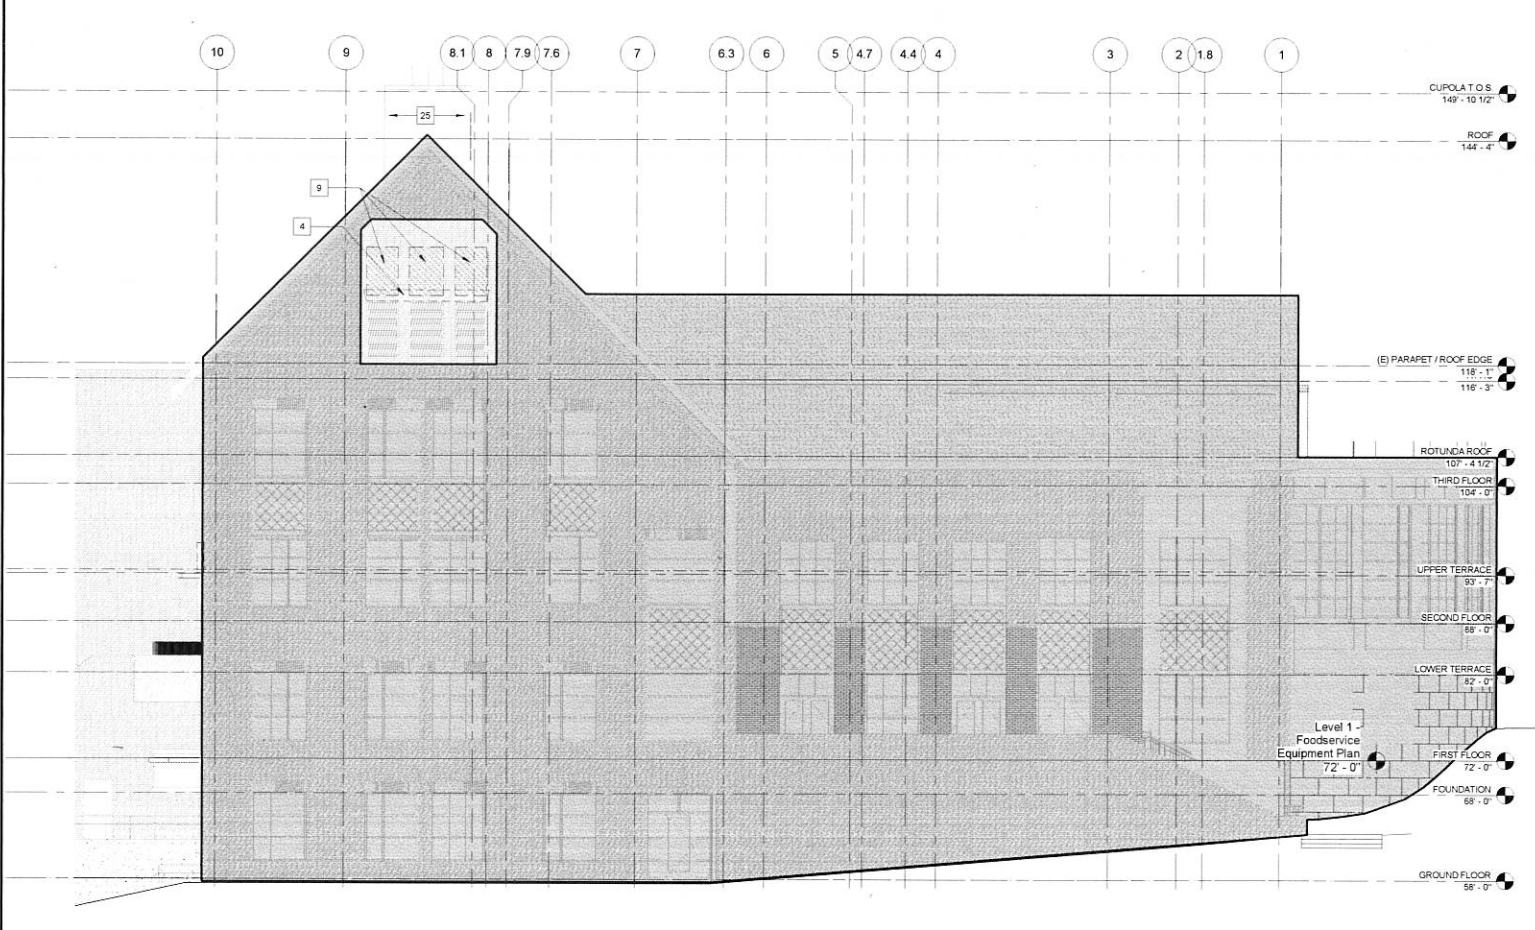 10 9 8.1 8 7.9 7.6 7 6.3 6 5 4.7 4.4 4 3 2 1.8 1
CUPOLA T.O.S.
149' - 10 1/2"
25
ROOF
144' - 4"
9
4
(E) PARAPET / ROOF EDGE
118' - 1"
116' - 3"
ROTUNDA ROOF
107' - 4 1/2"
THIRD FLOOR
104' - 0"
UPPER TERRACE
93' - 7"
SECOND FLOOR
88' - 0"
LOWER TERRACE
82' - 0"
Level 1 -
Foodservice
Equipment Plan
72' - 0"
FIRST FLOOR
72' - 0"
FOUNDATION
68' - 0"
GROUND FLOOR
58' - 0"